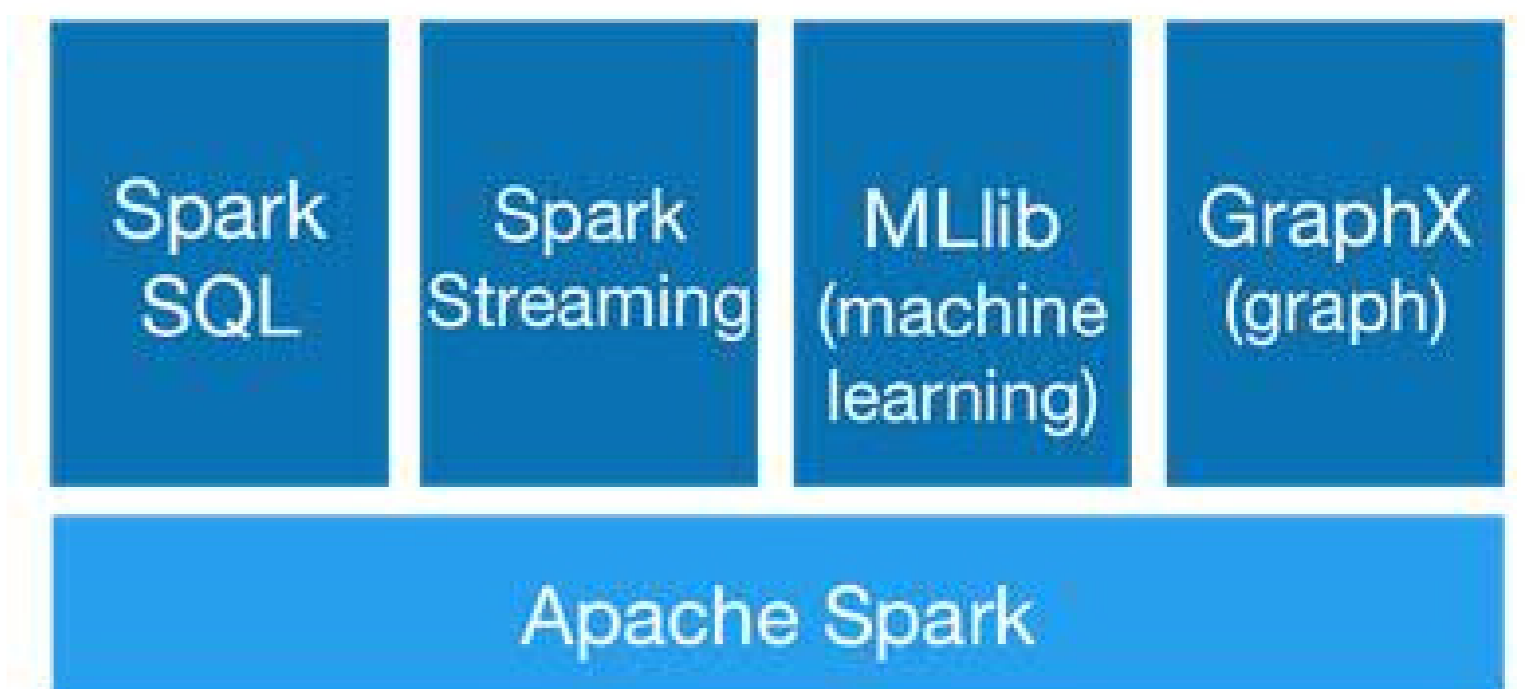 Spark
SQL
Spark
Streaming
MLlib
(machine
learning)
GraphX
(graph)
Apache Spark